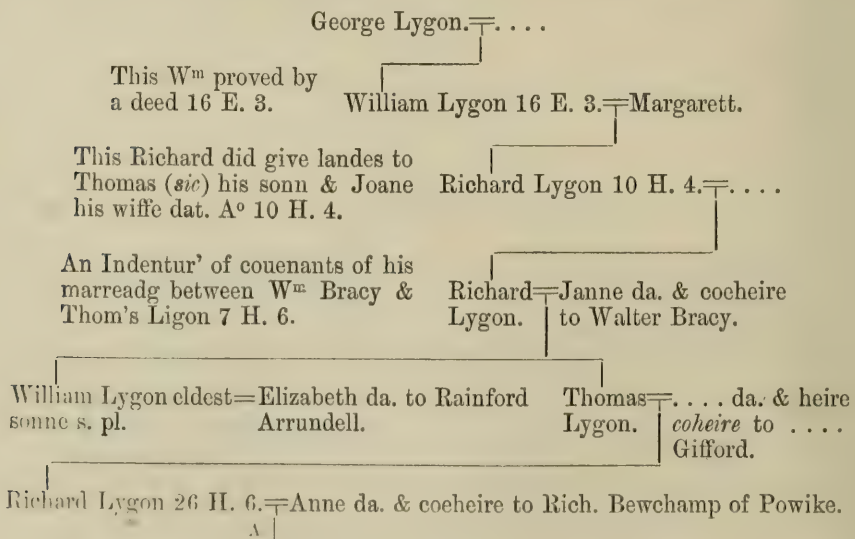 George Lygon.=. . . .
This Wᵐ proved by
a deed 16 E. 3.
William Lygon 16 E. 3.=Margarett.
This Richard did give landes to
Thomas (sic) his sonn & Joane
his wiffe dat. Aº 10 H. 4.
Richard Lygon 10 H. 4.=. . . .
An Indentur' of couenants of his
marreadg between Wᵐ Bracy &
Thom's Ligon 7 H. 6.
Richard=Janne da. & cocheire
Lygon. to Walter Bracy.
William Lygon eldest=Elizabeth da. to Rainford
sonne s. pl. Arrundell.
Thomas=. . . . da. & heire
Lygon. coheire to . . . .
Gifford.
Richard Lygon 26 H. 6.=Anne da. & coeheire to Rich. Bewchamp of Powike.
A